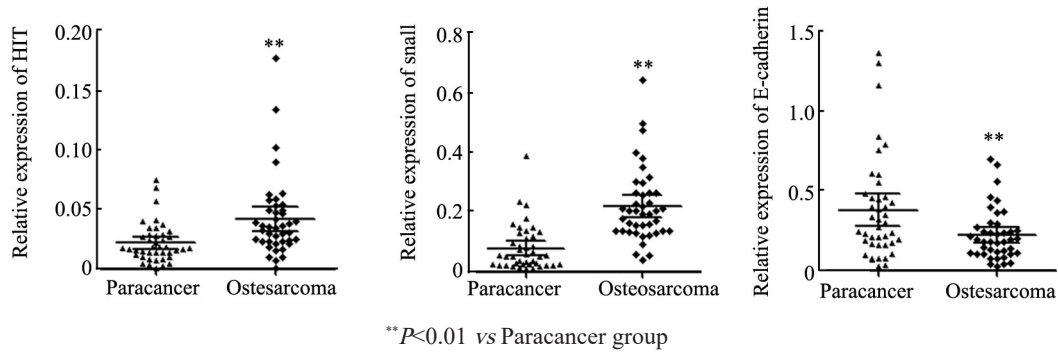 Relative expression of HIT
0.20
0.15
0.10
0.05
0
**
Paracancer
Ostesarcoma
Relative expression of snall
0.8
0.6
0.4
0.2
0
**
Paracancer
Osteosarcoma
Relative expression of E-cadherin
1.5
1.0
0.5
0
**
Paracancer
Ostesarcoma
**P<0.01 vs Paracancer group